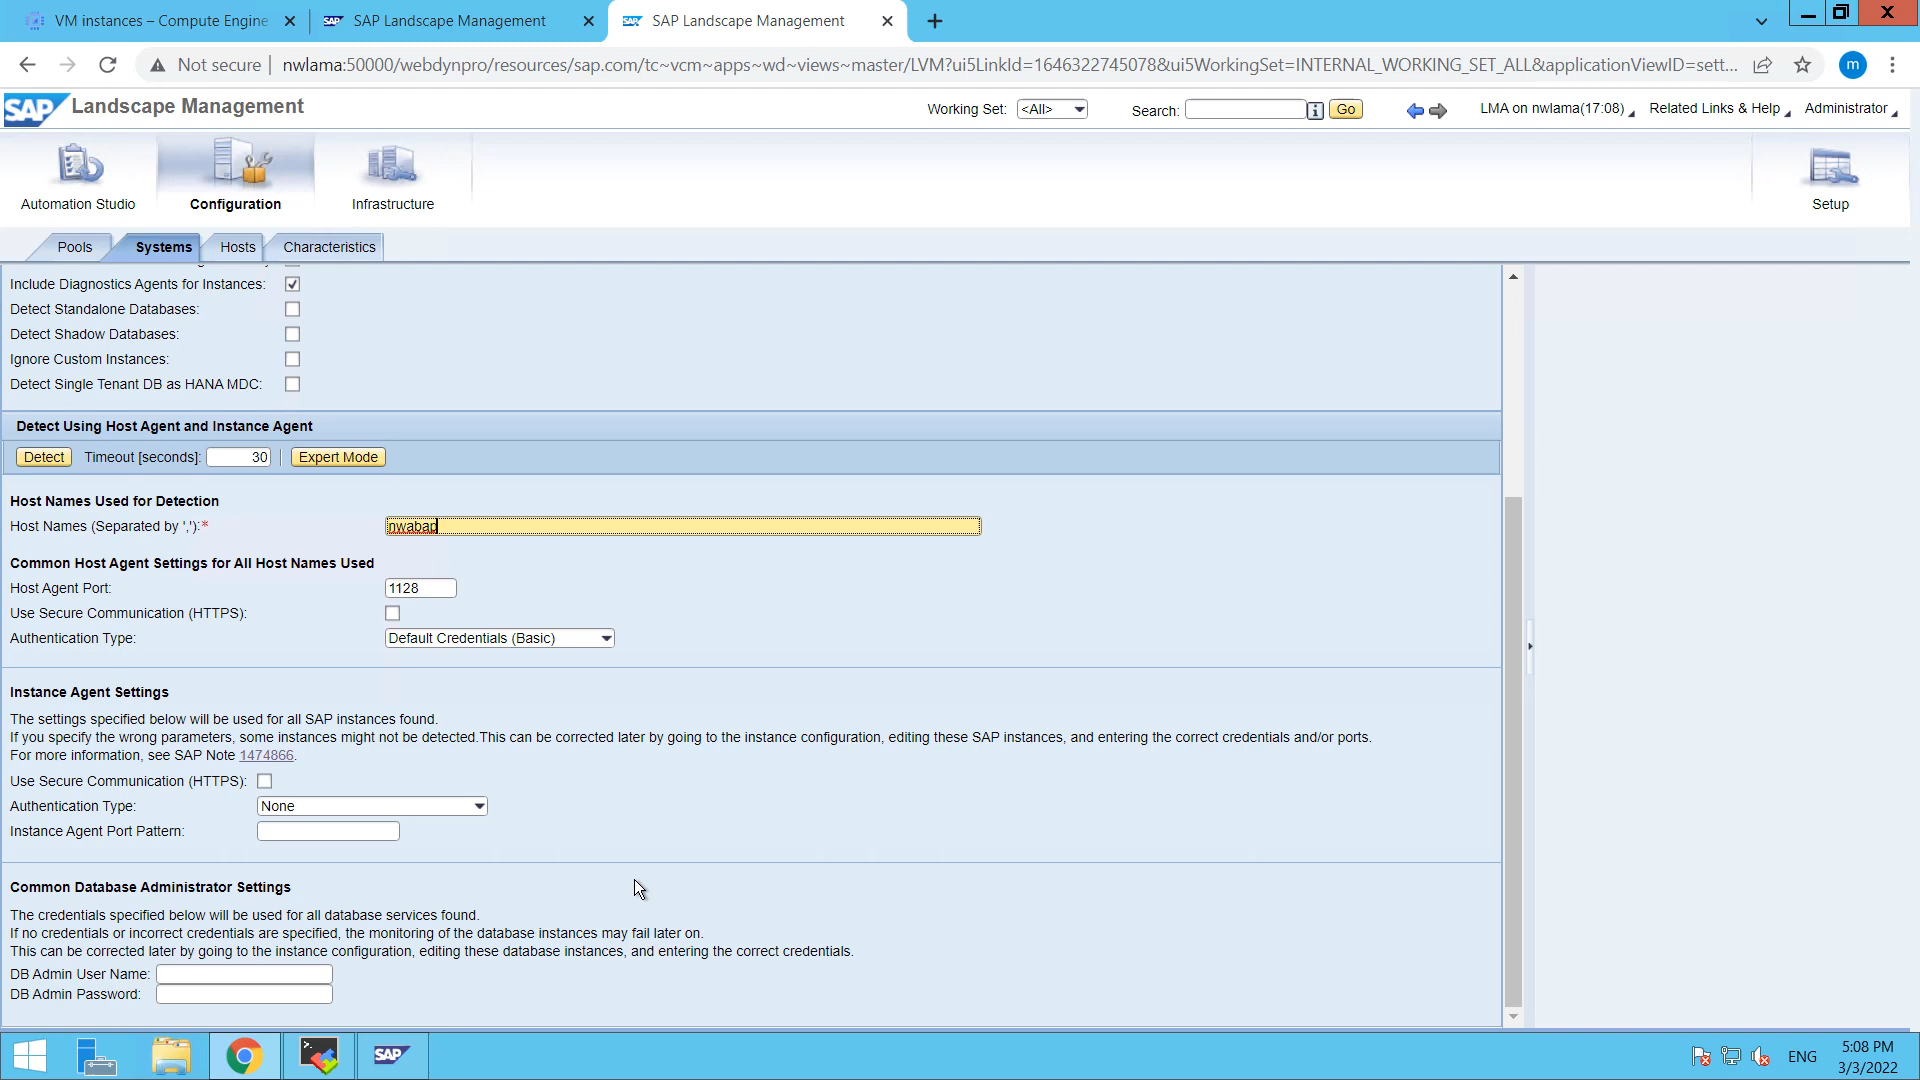 VM instances – Compute Engine
SAP Landscape Management
SAP Landscape Management
Not secure
nwlama:50000/webdynpro/resources/sap.com/tc~vcm~apps~wd~views~master/LVM?ui5LinkId=1646322745078&ui5WorkingSet=INTERNAL_WORKING_SET_ALL&applicationViewID=sett...
m
SAP Landscape Management
Working Set: <All>
Search: Go
LMA on nwlama(17:08)
Related Links & Help
Administrator
Automation Studio
Configuration
Infrastructure
Setup
Pools
Systems
Hosts
Characteristics
Include Diagnostics Agents for Instances:
Detect Standalone Databases:
Detect Shadow Databases:
Ignore Custom Instances:
Detect Single Tenant DB as HANA MDC:
Detect Using Host Agent and Instance Agent
Detect Timeout [seconds]: 30 Expert Mode
Host Names Used for Detection
Host Names (Separated by ','):* nwabap
Common Host Agent Settings for All Host Names Used
Host Agent Port: 1128
Use Secure Communication (HTTPS):
Authentication Type: Default Credentials (Basic)
Instance Agent Settings
The settings specified below will be used for all SAP instances found.
If you specify the wrong parameters, some instances might not be detected.This can be corrected later by going to the instance configuration, editing these SAP instances, and entering the correct credentials and/or ports.
For more information, see SAP Note 1474866.
Use Secure Communication (HTTPS):
Authentication Type: None
Instance Agent Port Pattern:
Common Database Administrator Settings
The credentials specified below will be used for all database services found.
If no credentials or incorrect credentials are specified, the monitoring of the database instances may fail later on.
This can be corrected later by going to the instance configuration, editing these database instances, and entering the correct credentials.
DB Admin User Name:
DB Admin Password:
SAP
ENG
5:08 PM
3/3/2022